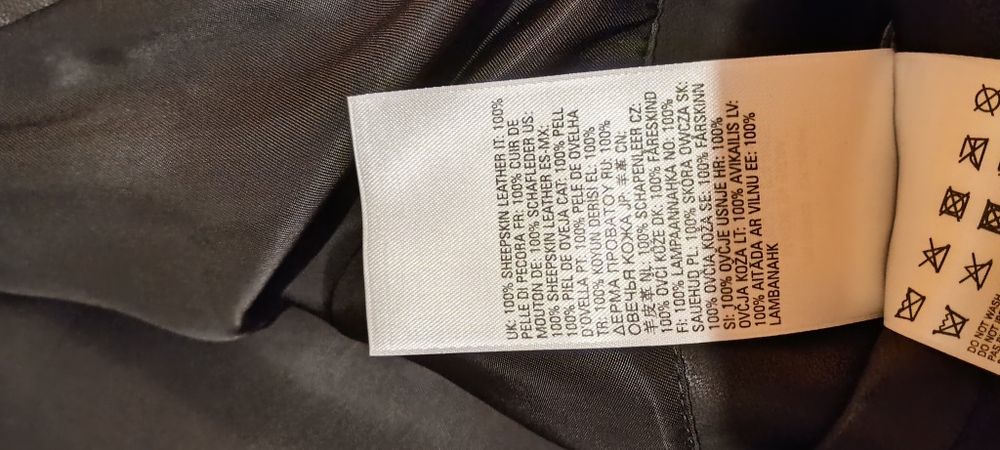 UK: 100% SHEEPSKIN LEATHER IT: 100%
PELLE DI PECORA FR: 100% CUIR DE
MOUTON DE: 100% SCHAFLEDER US:
100% SHEEPSKIN LEATHER ES-MX:
100% PIEL DE OVEJA CAT: 100% PELL
D'OVELLA PT: 100% PELE DE OVELHA
TR: 100% KOYUN DERISI EL: 100%
ΔΕΡΜΑ ΠΡΟΒΑΤΟΥ RU: 100%
ОВЕЧЬЯ КОЖА JP: 羊革 CN:
羊皮革 NL: 100% SCHAPENLEER CZ:
100% OVČÍ KŮŽE DK: 100% FÅRESKIND
FI: 100% LAMPAANNAHKA NO: 100%
SAUEHUD PL: 100% SKÓRA OWCZA SK:
100% OVČIA KOŽA SE: 100% FÅRSKINN
SI: 100% OVČJE USNJE HR: 100%
OVČJA KOŽA LT: 100% AVIKAILIS LV:
100% AITĀDA AR VILNU EE: 100%
LAMBANAHK
DO NOT WASH
DO NOT
PAS